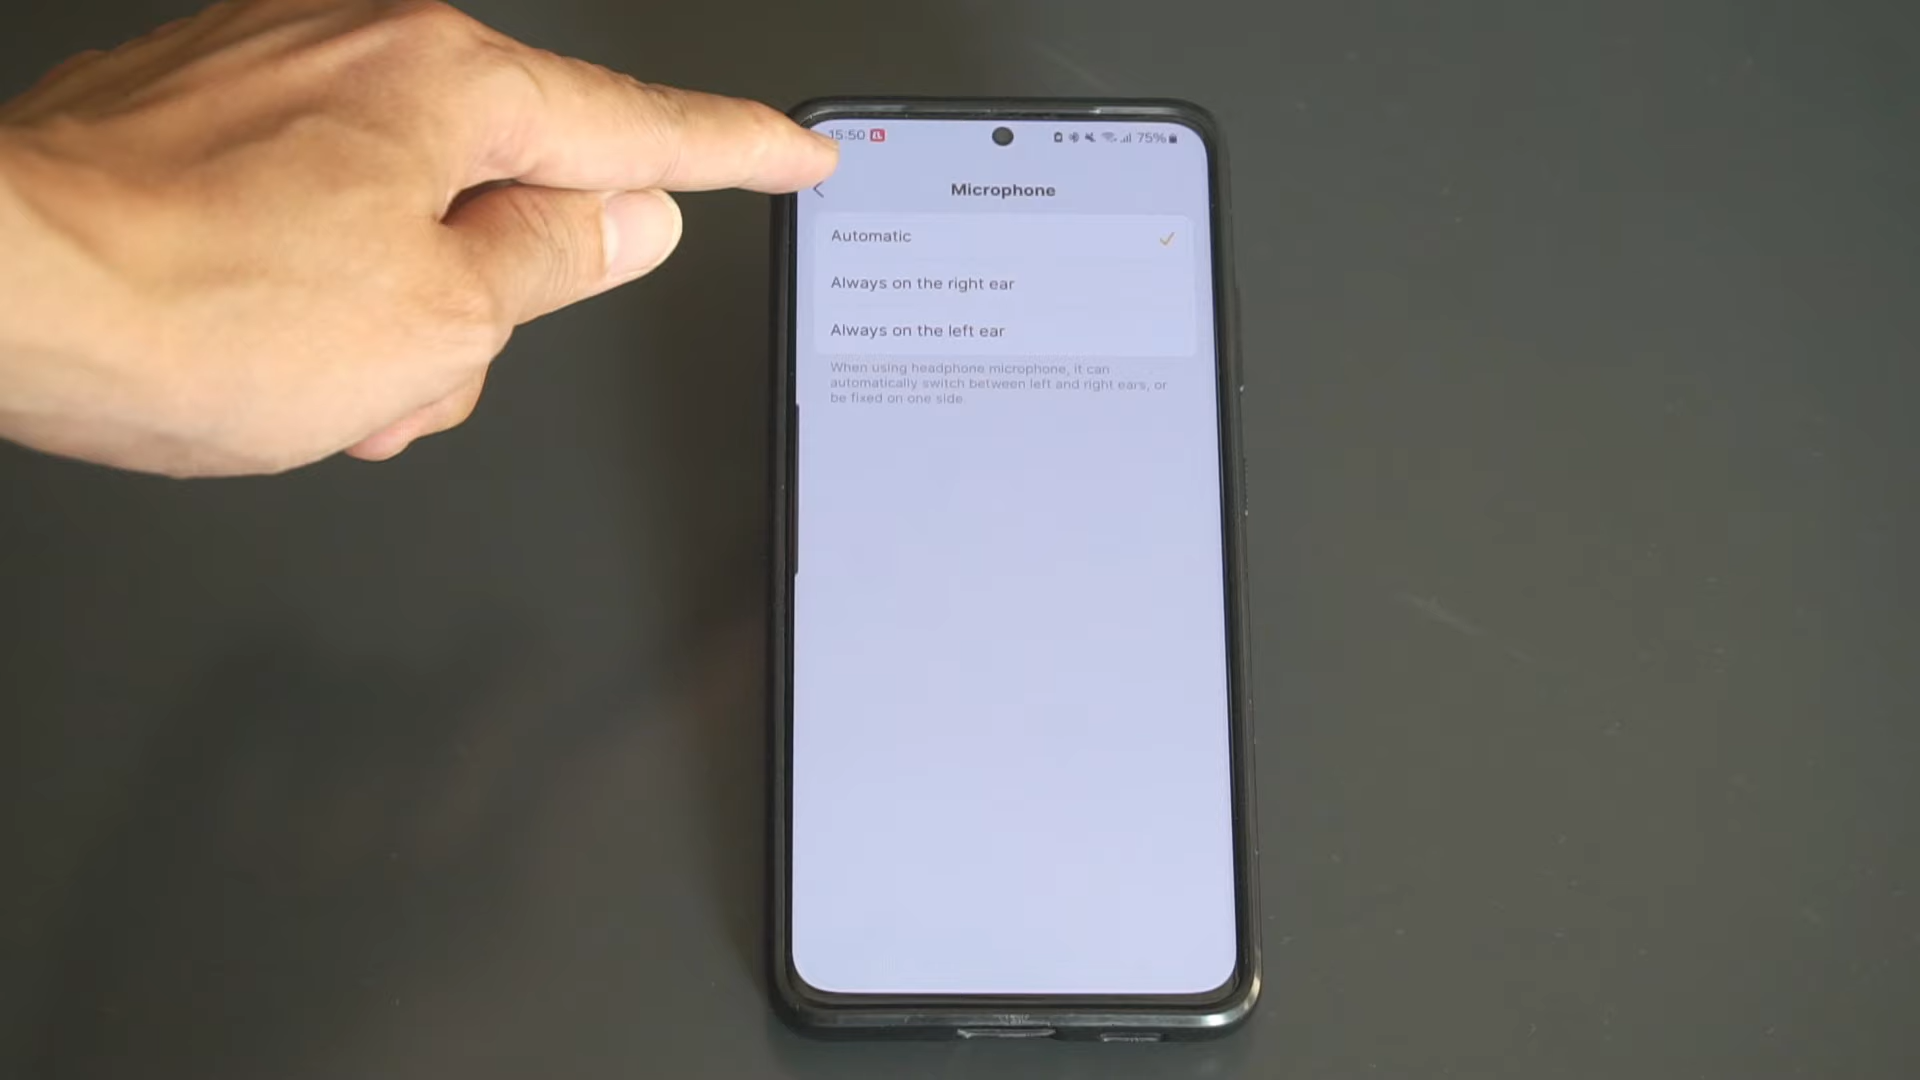 15:50 75%
Microphone
Automatic
Always on the right ear
Always on the left ear
When using headphone microphone, it can
automatically switch between left and right ears, or
be fixed on one side